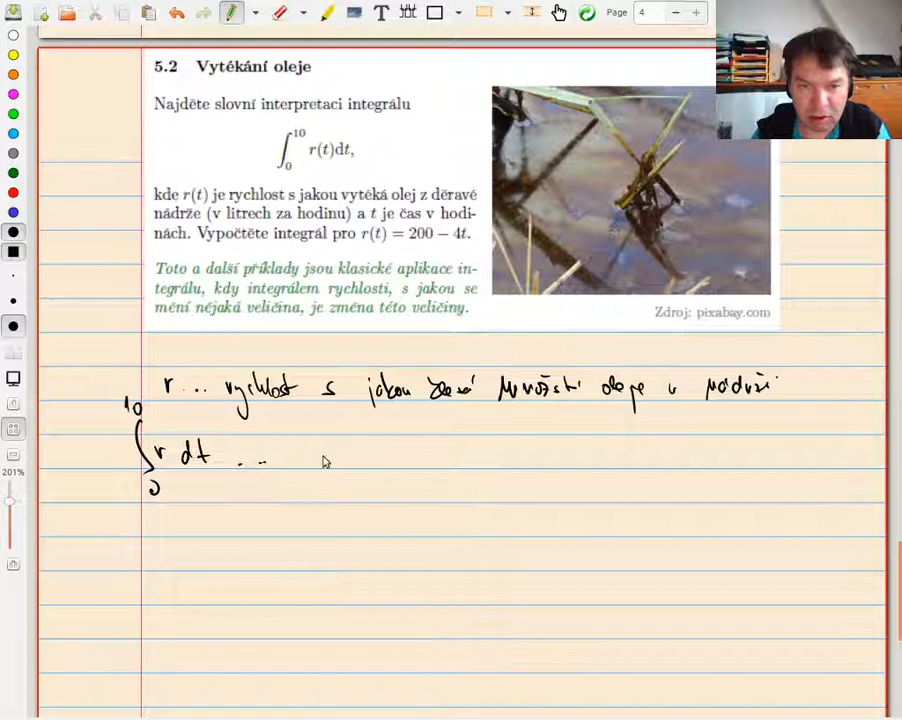 Page 4
5.2 Vytékání oleje
Najděte slovní interpretaci integrálu
∫₀¹⁰ r(t)dt,
kde r(t) je rychlost s jakou vytéká olej z děravé
nádrže (v litrech za hodinu) a t je čas v hodi-
nách. Vypočtěte integrál pro r(t) = 200 − 4t.
Toto a další příklady jsou klasické aplikace in-
tegrálu, kdy integrálem rychlosti, s jakou se
mění nějaká veličina, je změna této veličiny.
Zdroj: pixabay.com
r ... rychlost s jakou klesá množství oleje v nádrži
∫₀¹⁰ r dt ...
201%